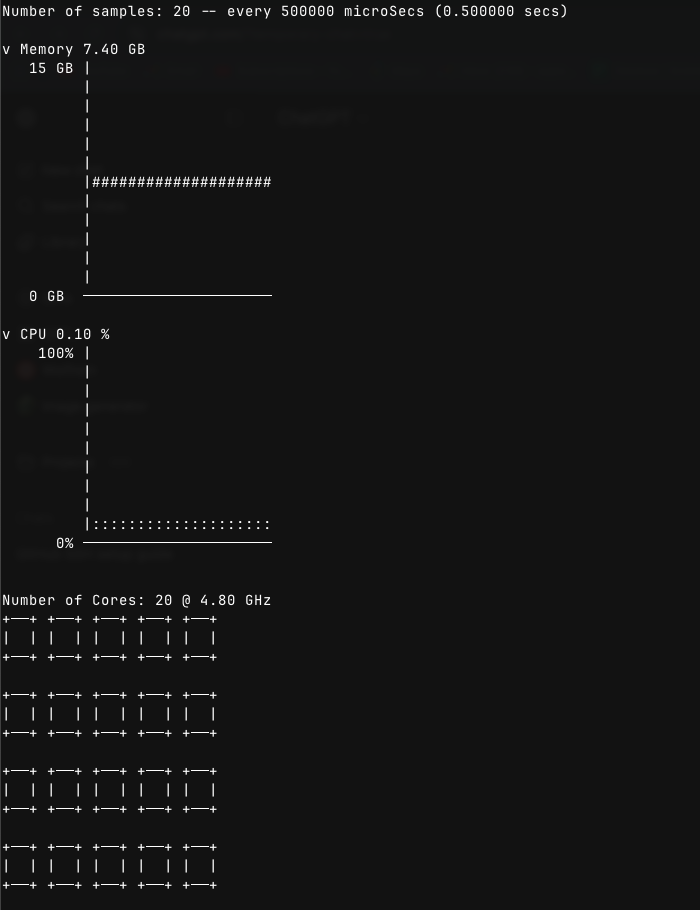 Number of samples: 20 -- every 500000 microSecs (0.500000 secs)
v Memory 7.40 GB
15 GB |
|
|
|
|
|
|####################
|
|
|
|
|
0 GB ─────────────────────
v CPU 0.10 %
100% |
|
|
|
|
|
|
|
|
|::::::::::::::::::::
0% ─────────────────────
Number of Cores: 20 @ 4.80 GHz
+──+ +──+ +──+ +──+ +──+
|  | |  | |  | |  | |  |
+──+ +──+ +──+ +──+ +──+
+──+ +──+ +──+ +──+ +──+
|  | |  | |  | |  | |  |
+──+ +──+ +──+ +──+ +──+
+──+ +──+ +──+ +──+ +──+
|  | |  | |  | |  | |  |
+──+ +──+ +──+ +──+ +──+
+──+ +──+ +──+ +──+ +──+
|  | |  | |  | |  | |  |
+──+ +──+ +──+ +──+ +──+